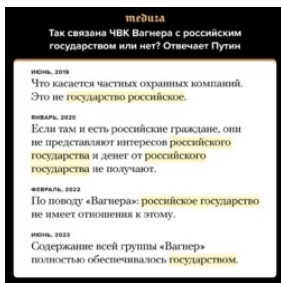 meduza
Так связана ЧВК Вагнера с российским
государством или нет? Отвечает Путин
ИЮНЬ, 2019
Что касается частных охранных компаний.
Это не государство российское.
ЯНВАРЬ, 2020
Если там и есть российские граждане, они
не представляют интересов российского
государства и денег от российского
государства не получают.
ФЕВРАЛЬ, 2022
По поводу «Вагнера»: российское государство
не имеет отношения к этому.
ИЮНЬ, 2023
Содержание всей группы «Вагнер»
полностью обеспечивалось государством.